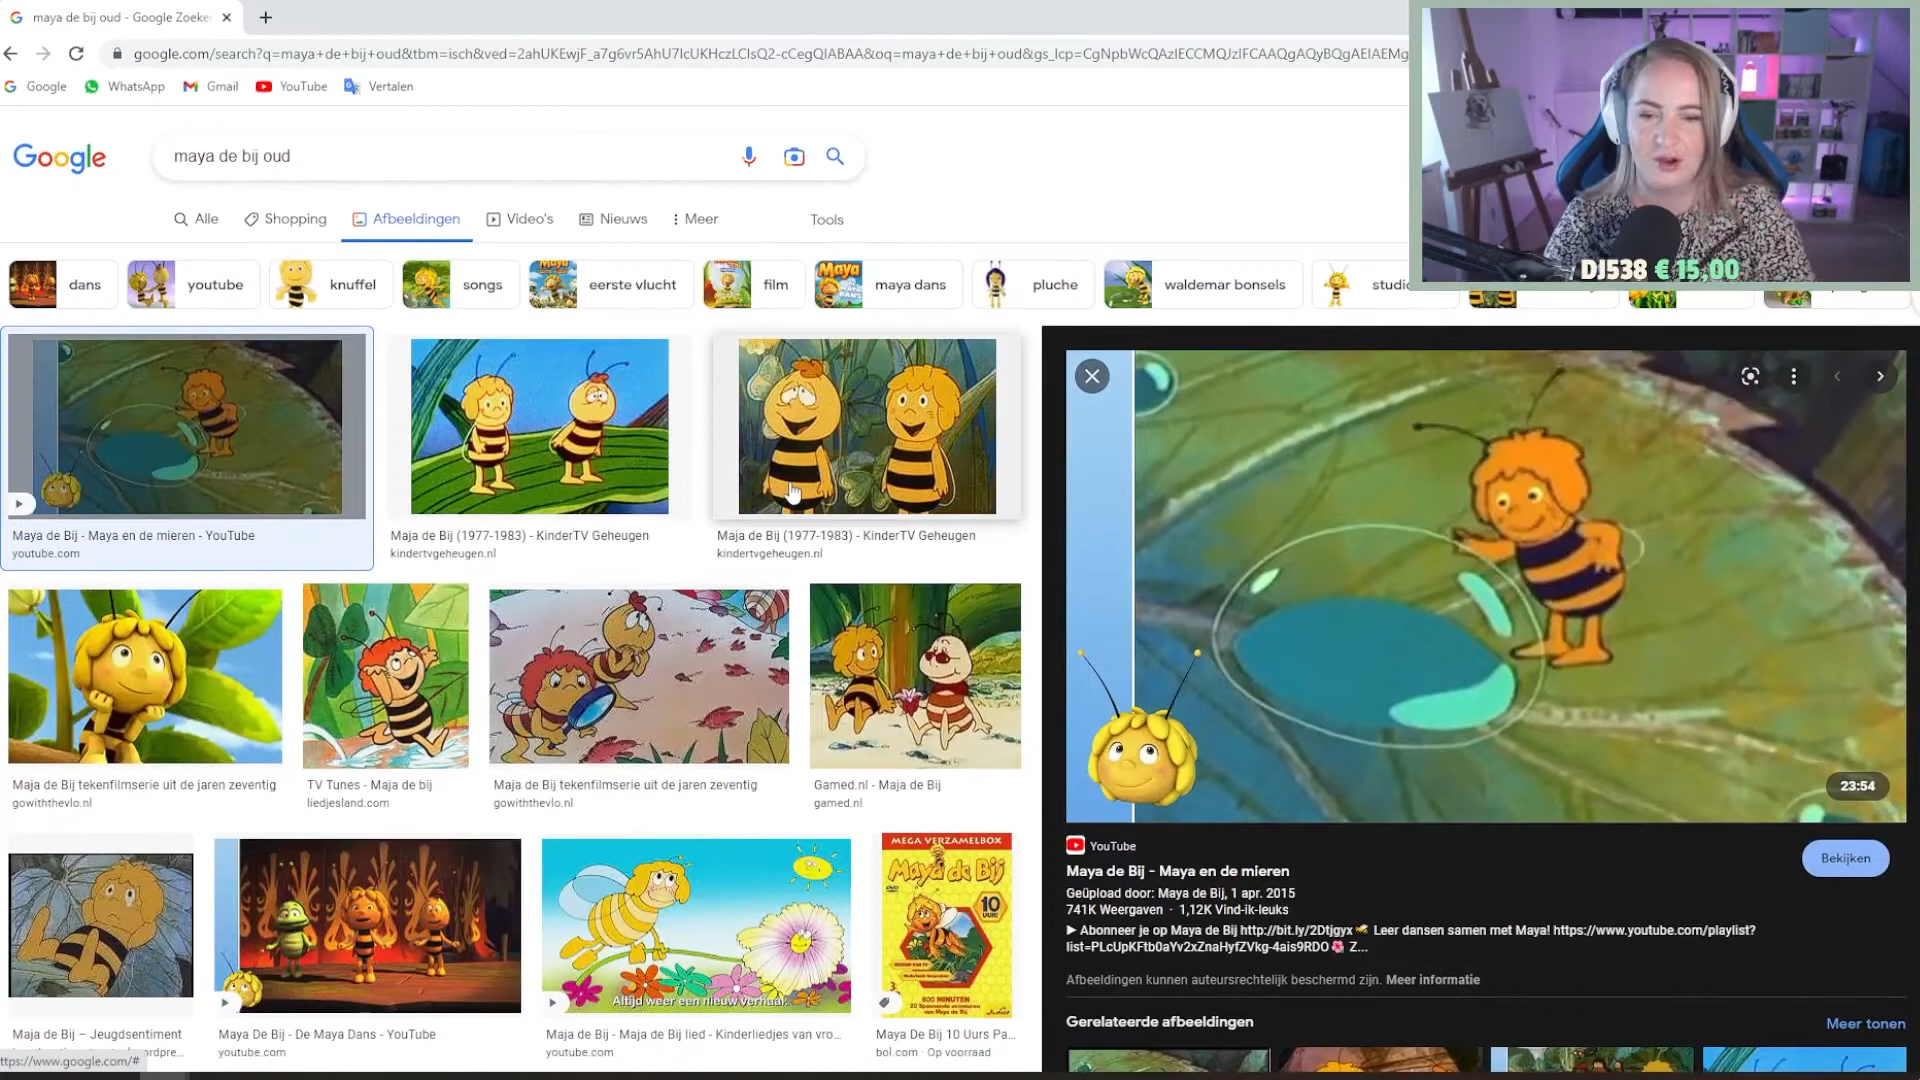 maya de bij oud - Google Zoeke
google.com/search?q=maya+de+bij+oud&tbm=isch&ved=2ahUKEwjF_a7g6vr5AhU7IcUKHczLCIsQ2-cCegQIABAA&oq=maya+de+bij+oud&gs_lcp=CgNpbWcQAzIECCMQJzIFCAAQgAQyBQgAEIAEMg
Google
WhatsApp
Gmail
YouTube
Vertalen
Google
maya de bij oud
Alle
Shopping
Afbeeldingen
Video's
Nieuws
Meer
Tools
DJ538 € 15,00
dans
youtube
knuffel
songs
eerste vlucht
film
maya dans
pluche
waldemar bonsels
studi
Maya de Bij - Maya en de mieren - YouTube
youtube.com
Maja de Bij (1977-1983) - KinderTV Geheugen
kindertvgeheugen.nl
Maja de Bij (1977-1983) - KinderTV Geheugen
kindertvgeheugen.nl
Maja de Bij tekenfilmserie uit de jaren zeventig
gowiththevlo.nl
TV Tunes - Maja de bij
liedjesland.com
Maja de Bij tekenfilmserie uit de jaren zeventig
gowiththevlo.nl
Gamed.nl - Maja de Bij
gamed.nl
Altijd weer een nieuw verhaal.
MEGA VERZAMELBOX
Maya de Bij
10
UUR!
600 MINUTEN
Maja de Bij – Jeugdsentiment
ordpre...
Maya De Bij - De Maya Dans - YouTube
youtube.com
Maja de Bij - Maja de Bij lied - Kinderliedjes van vro...
youtube.com
Maya De Bij 10 Uurs Pa...
bol.com · Op voorraad
ttps://www.google.com/#
23:54
YouTube
Bekijken
Maya de Bij - Maya en de mieren
Geüpload door: Maya de Bij, 1 apr. 2015
741K Weergaven · 1,12K Vind-ik-leuks
▶ Abonneer je op Maya de Bij http://bit.ly/2Dtjgyx 🐝 Leer dansen samen met Maya! https://www.youtube.com/playlist?
list=PLcUpKFtb0aYv2xZnaHyfZVkg-4ais9RDO🌺 Z...
Afbeeldingen kunnen auteursrechtelijk beschermd zijn. Meer informatie
Gerelateerde afbeeldingen
Meer tonen